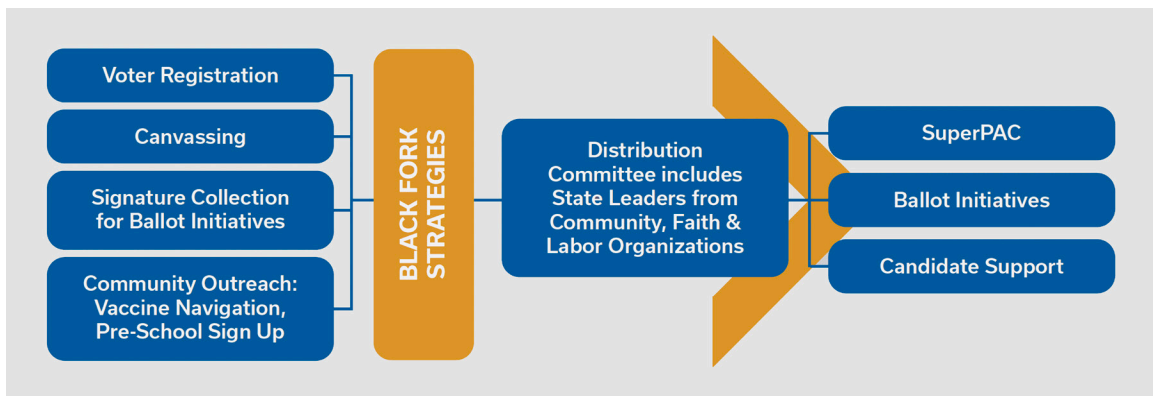 Voter Registration
Canvassing
Signature Collection
for Ballot Initiatives
Community Outreach:
Vaccine Navigation,
Pre-School Sign Up
BLACK FORK
STRATEGIES
Distribution
Committee includes
State Leaders from
Community, Faith &
Labor Organizations
SuperPAC
Ballot Initiatives
Candidate Support